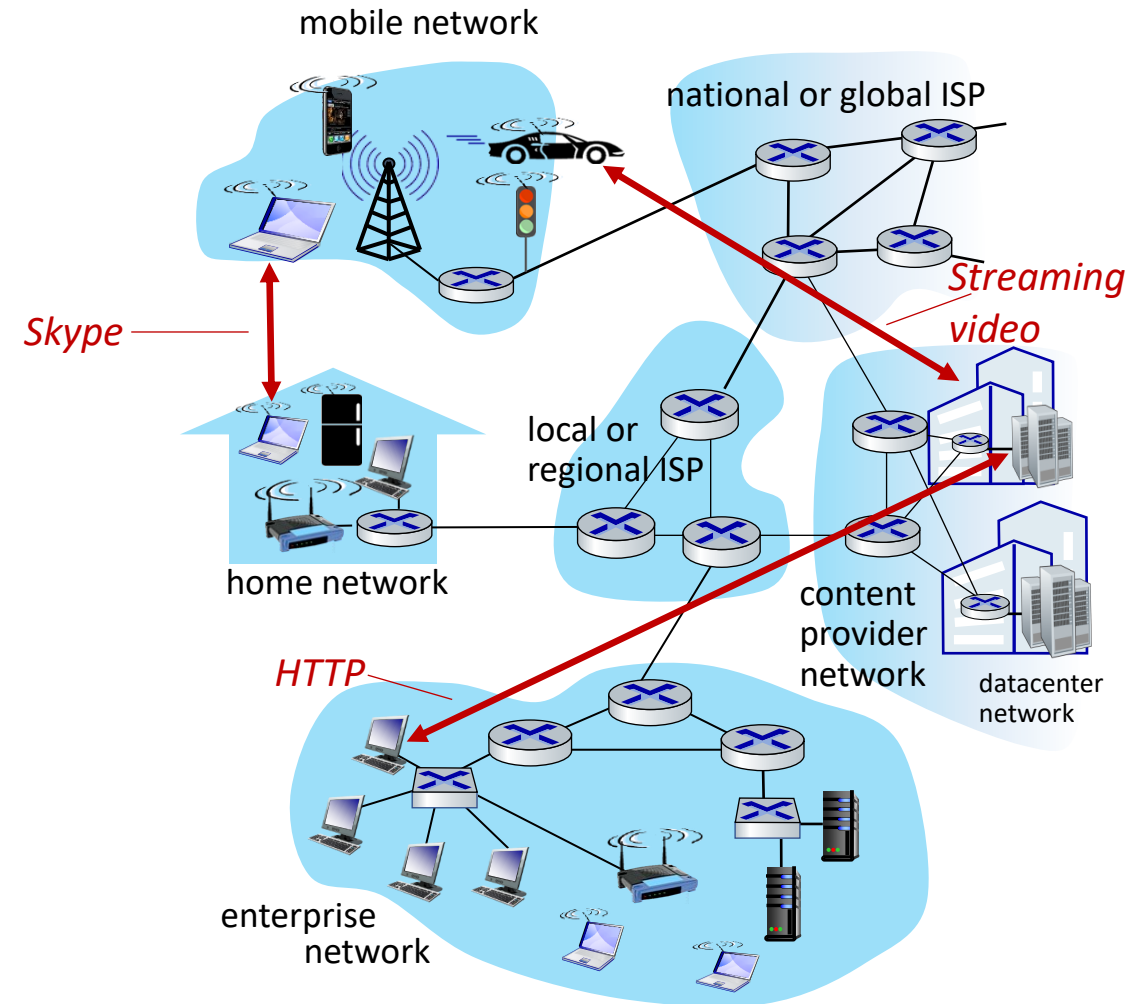 mobile network
national or global ISP
Streaming
video
Skype
local or
regional ISP
home network
content
provider
network
datacenter
network
HTTP
enterprise
network